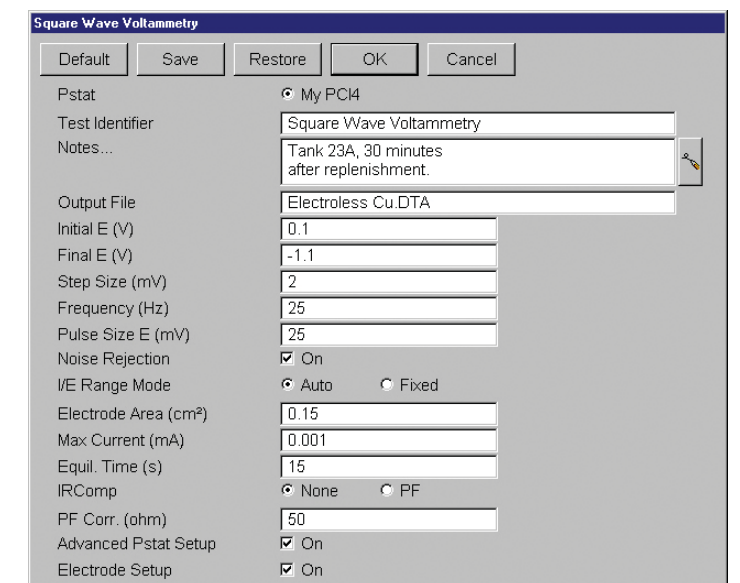 Square Wave Voltammetry
Default Save Restore OK Cancel
Pstat My PCI4
Test Identifier Square Wave Voltammetry
Notes... Tank 23A, 30 minutes
after replenishment.
Output File Electroless Cu.DTA
Initial E (V) 0.1
Final E (V) -1.1
Step Size (mV) 2
Frequency (Hz) 25
Pulse Size E (mV) 25
Noise Rejection On
I/E Range Mode Auto Fixed
Electrode Area (cm²) 0.15
Max Current (mA) 0.001
Equil. Time (s) 15
IRComp None PF
PF Corr. (ohm) 50
Advanced Pstat Setup On
Electrode Setup On